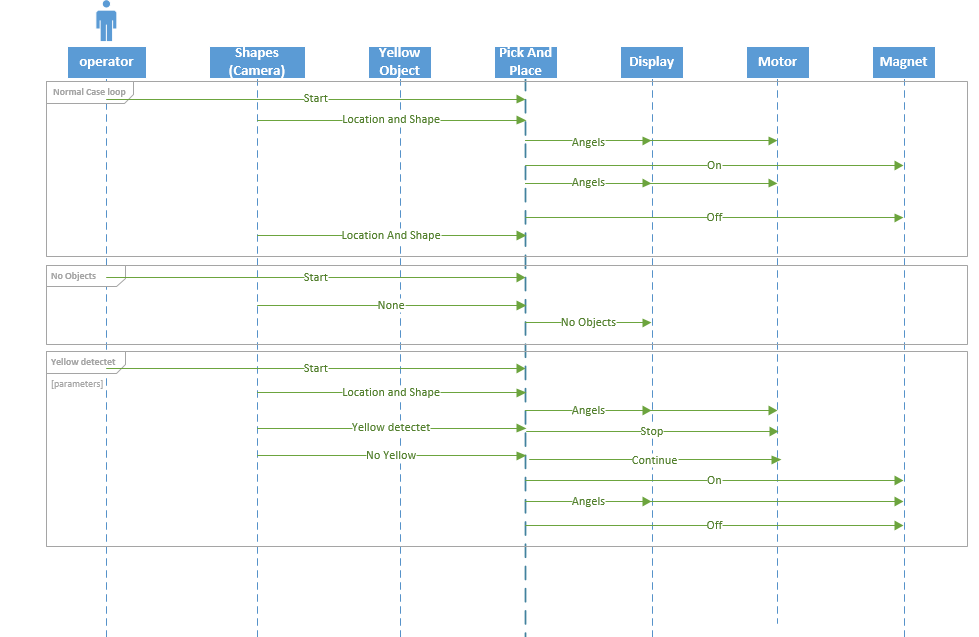 operator
Shapes
(Camera)
Yellow
Object
Pick And
Place
Display
Motor
Magnet
Normal Case loop
Start
Location and Shape
Angels
On
Angels
Off
Location And Shape
No Objects
Start
None
No Objects
Yellow detectet
[parameters]
Start
Location and Shape
Angels
Yellow detectet
Stop
No Yellow
Continue
On
Angels
Off